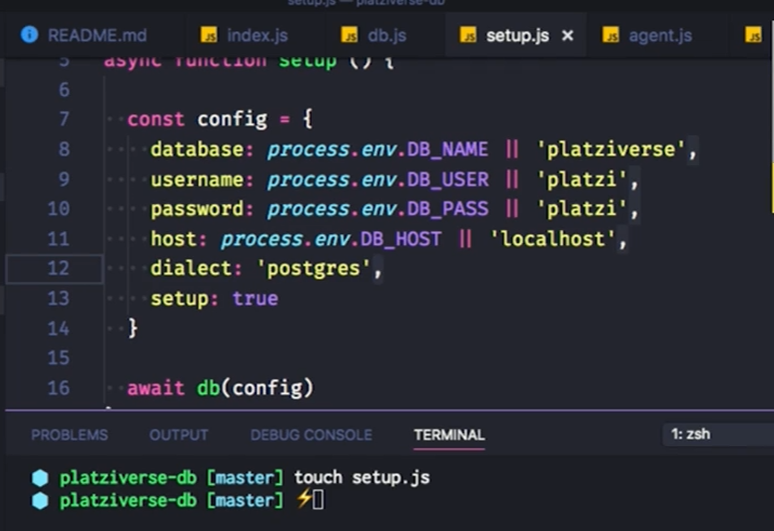 setup.js — platziverse-db
README.md index.js db.js setup.js × agent.js
5 async function setup () {
6
7 const config = {
8 database: process.env.DB_NAME || 'platziverse',
9 username: process.env.DB_USER || 'platzi',
10 password: process.env.DB_PASS || 'platzi',
11 host: process.env.DB_HOST || 'localhost',
12 dialect: 'postgres',
13 setup: true
14 }
15
16 await db(config)
PROBLEMS OUTPUT DEBUG CONSOLE TERMINAL 1: zsh
platziverse-db [master] touch setup.js
platziverse-db [master] ⚡